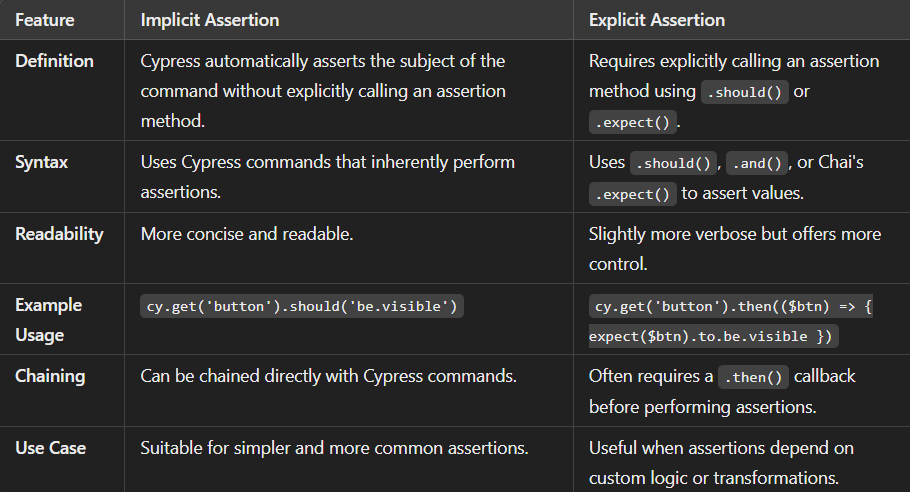 Feature Implicit Assertion Explicit Assertion
Definition Cypress automatically asserts the subject of the Requires explicitly calling an assertion
command without explicitly calling an assertion method using .should() or
method. .expect().
Syntax Uses Cypress commands that inherently perform Uses .should(), .and(), or Chai's
assertions. .expect() to assert values.
Readability More concise and readable. Slightly more verbose but offers more
control.
Example cy.get('button').should('be.visible') cy.get('button').then(($btn) => {
Usage expect($btn).to.be.visible })
Chaining Can be chained directly with Cypress commands. Often requires a .then() callback
before performing assertions.
Use Case Suitable for simpler and more common assertions. Useful when assertions depend on
custom logic or transformations.